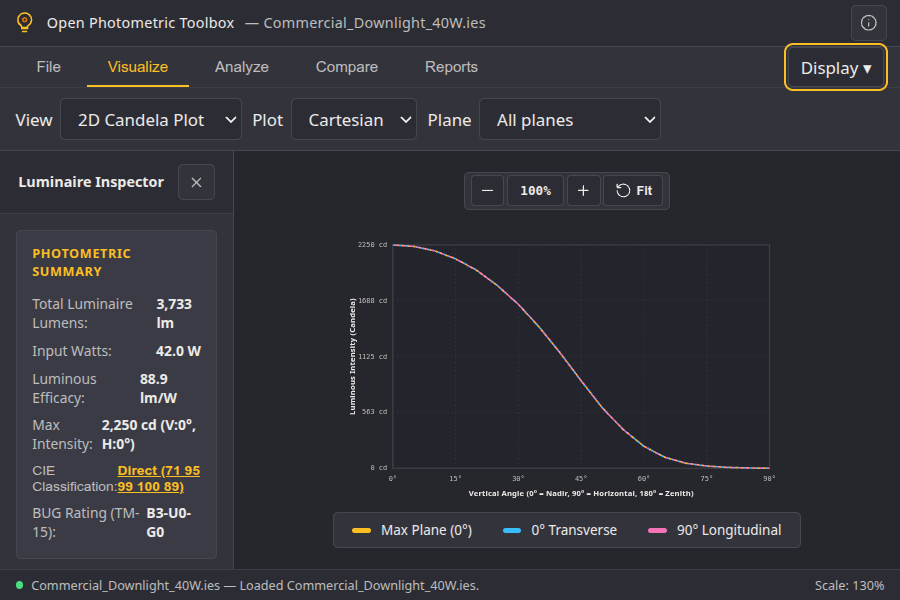 Open Photometric Toolbox — Commercial_Downlight_40W.ies
File Visualize Analyze Compare Reports Display ▾
View 2D Candela Plot Plot Cartesian Plane All planes
Luminaire Inspector
PHOTOMETRIC
SUMMARY
Total Luminaire
Lumens:
3,733
lm
Input Watts: 42.0 W
Luminous
Efficacy:
88.9
lm/W
Max
Intensity:
2,250 cd (V:0°,
H:0°)
CIE
Classification:
Direct (71 95
99 100 89)
BUG Rating (TM-
15):
B3-U0-
G0
100% Fit
Luminous Intensity (Candela)
2250 cd
1688 cd
1125 cd
563 cd
0 cd
0° 15° 30° 45° 60° 75° 90°
Vertical Angle (0° = Nadir, 90° = Horizontal, 180° = Zenith)
Max Plane (0°) 0° Transverse 90° Longitudinal
Commercial_Downlight_40W.ies — Loaded Commercial_Downlight_40W.ies.
Scale: 130%